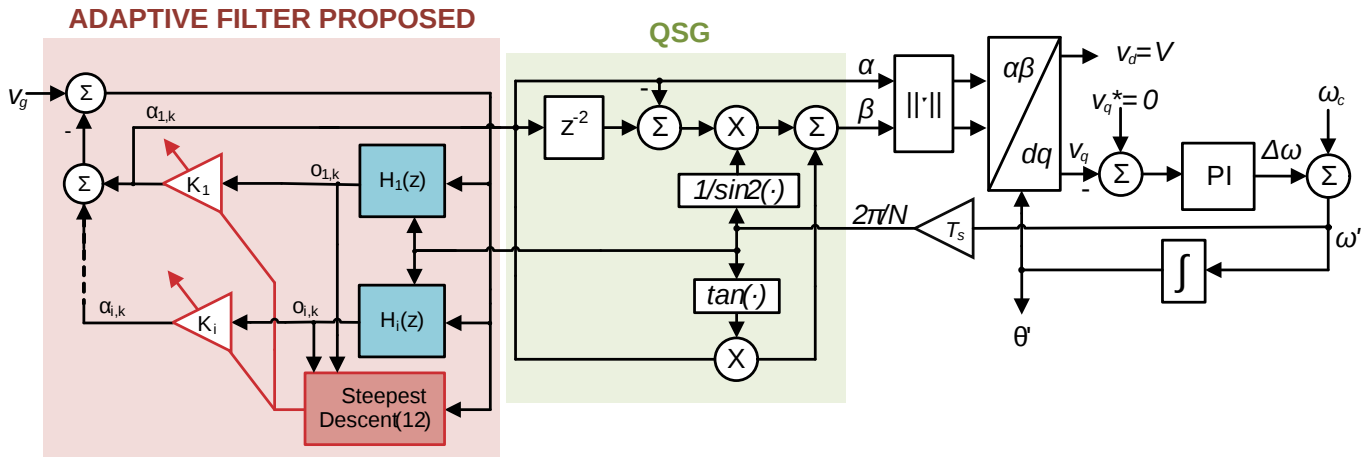 ADAPTIVE FILTER PROPOSED
QSG
v_g
Σ
-
α_{1,k}
Σ
K_1
o_{1,k}
H_1(z)
α_{i,k}
K_i
o_{i,k}
H_i(z)
Steepest
Descent(12)
z^{-2}
-
Σ
X
Σ
1/sin2(·)
tan(·)
X
α
β
||·||
αβ
dq
v_d=V
v_q*=0
v_q
-
Σ
PI
Δω
ω_c
Σ
2π/N
T_s
ω'
∫
θ'